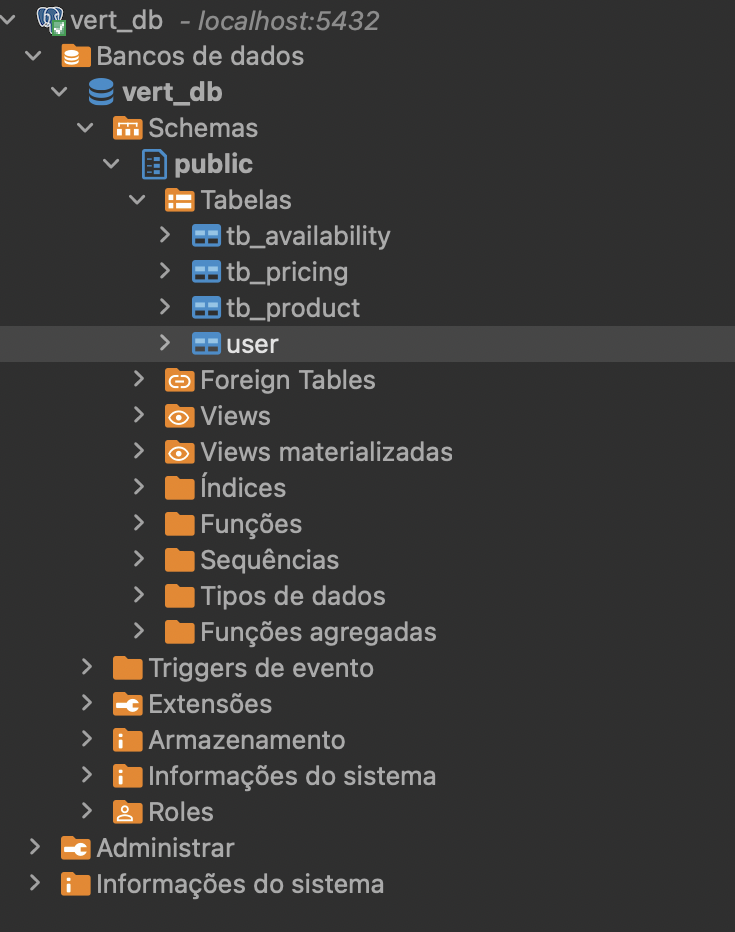 vert_db - localhost:5432
Bancos de dados
vert_db
Schemas
public
Tabelas
tb_availability
tb_pricing
tb_product
user
Foreign Tables
Views
Views materializadas
Índices
Funções
Sequências
Tipos de dados
Funções agregadas
Triggers de evento
Extensões
Armazenamento
Informações do sistema
Roles
Administrar
Informações do sistema